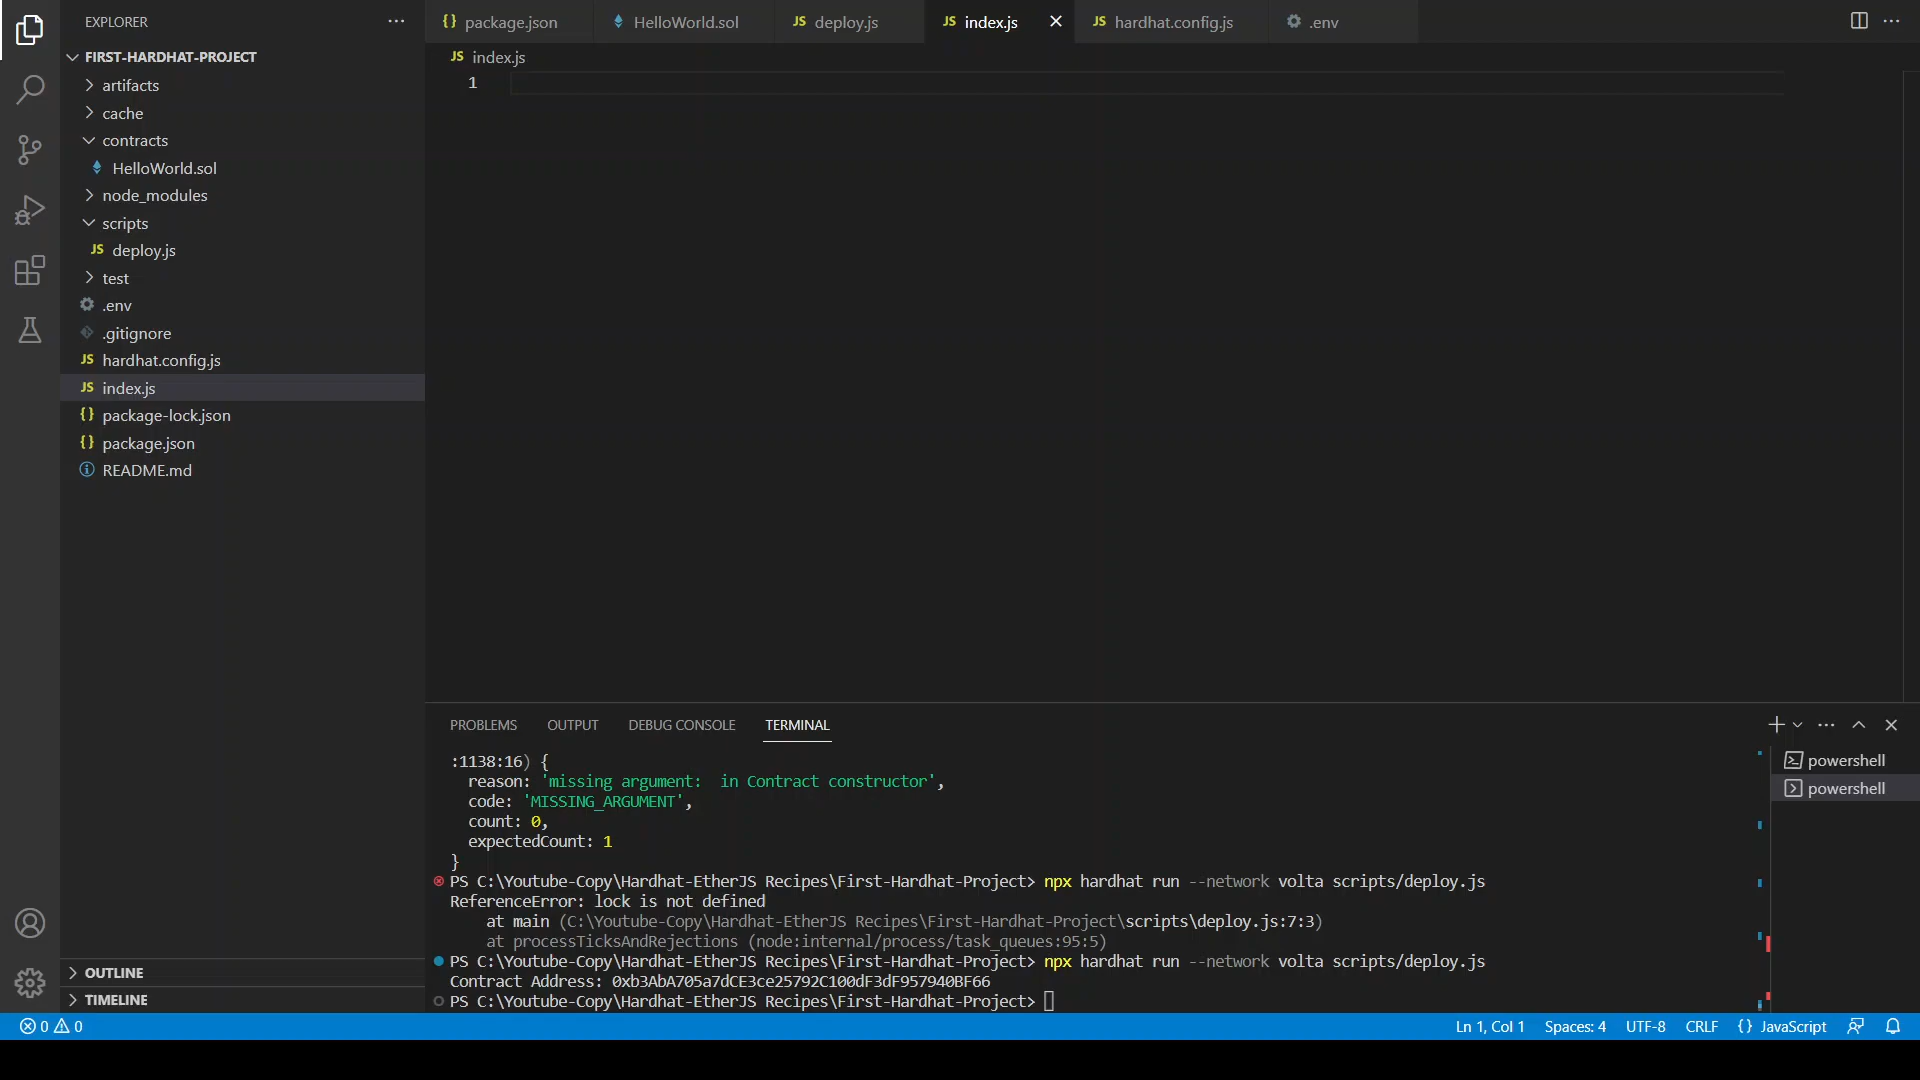 EXPLORER
FIRST-HARDHAT-PROJECT
artifacts
cache
contracts
HelloWorld.sol
node_modules
scripts
JS deploy.js
test
.env
.gitignore
JS hardhat.config.js
JS index.js
{} package-lock.json
{} package.json
README.md
OUTLINE
TIMELINE
{} package.json HelloWorld.sol JS deploy.js JS index.js JS hardhat.config.js .env
JS index.js
1
PROBLEMS OUTPUT DEBUG CONSOLE TERMINAL
:1138:16) {
reason: 'missing argument:  in Contract constructor',
code: 'MISSING_ARGUMENT',
count: 0,
expectedCount: 1
}
PS C:\Youtube-Copy\Hardhat-EtherJS Recipes\First-Hardhat-Project> npx hardhat run --network volta scripts/deploy.js
ReferenceError: lock is not defined
at main (C:\Youtube-Copy\Hardhat-EtherJS Recipes\First-Hardhat-Project\scripts\deploy.js:7:3)
at processTicksAndRejections (node:internal/process/task_queues:95:5)
PS C:\Youtube-Copy\Hardhat-EtherJS Recipes\First-Hardhat-Project> npx hardhat run --network volta scripts/deploy.js
Contract Address: 0xb3AbA705a7dCE3ce25792C100dF3dF957940BF66
PS C:\Youtube-Copy\Hardhat-EtherJS Recipes\First-Hardhat-Project>
powershell
powershell
0 0 Ln 1, Col 1 Spaces: 4 UTF-8 CRLF {} JavaScript